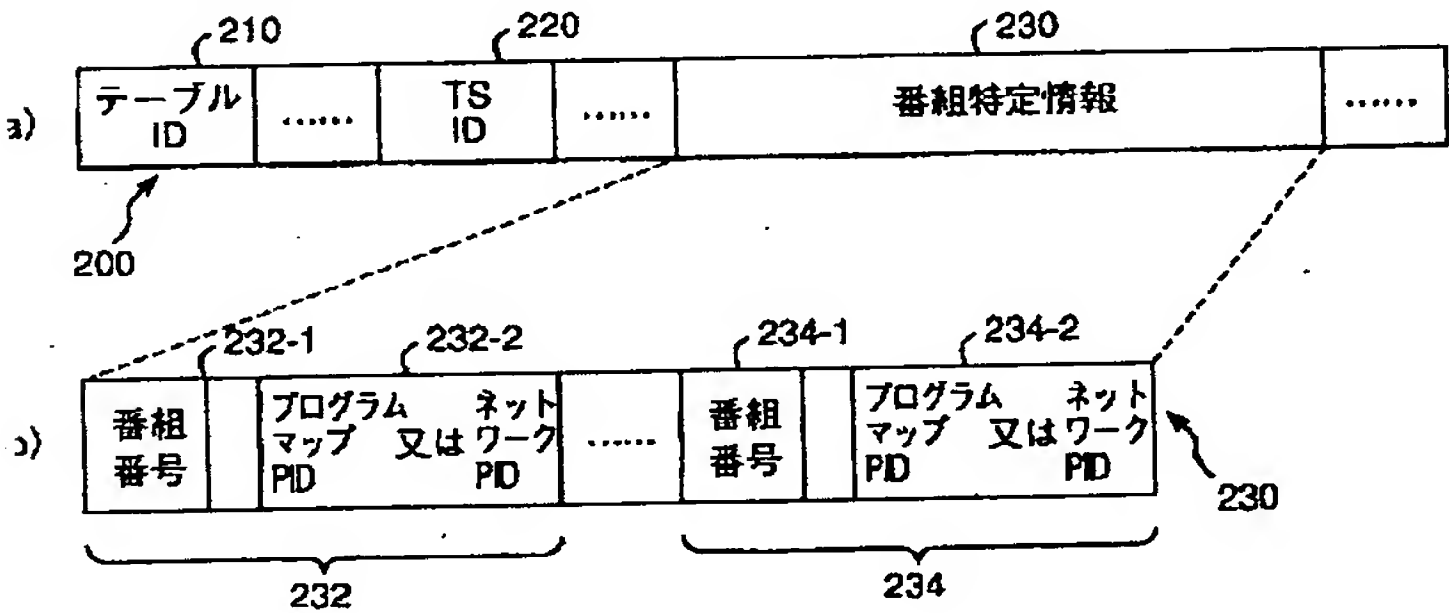 210
220
230
a)
テーブル
ID
......
TS
ID
......
番組特定情報
......
200
232-1
232-2
234-1
234-2
b)
番組
番号
プログラム
マップ
PID
又は
ネット
ワーク
PID
......
番組
番号
プログラム
マップ
PID
又は
ネット
ワーク
PID
230
232
234